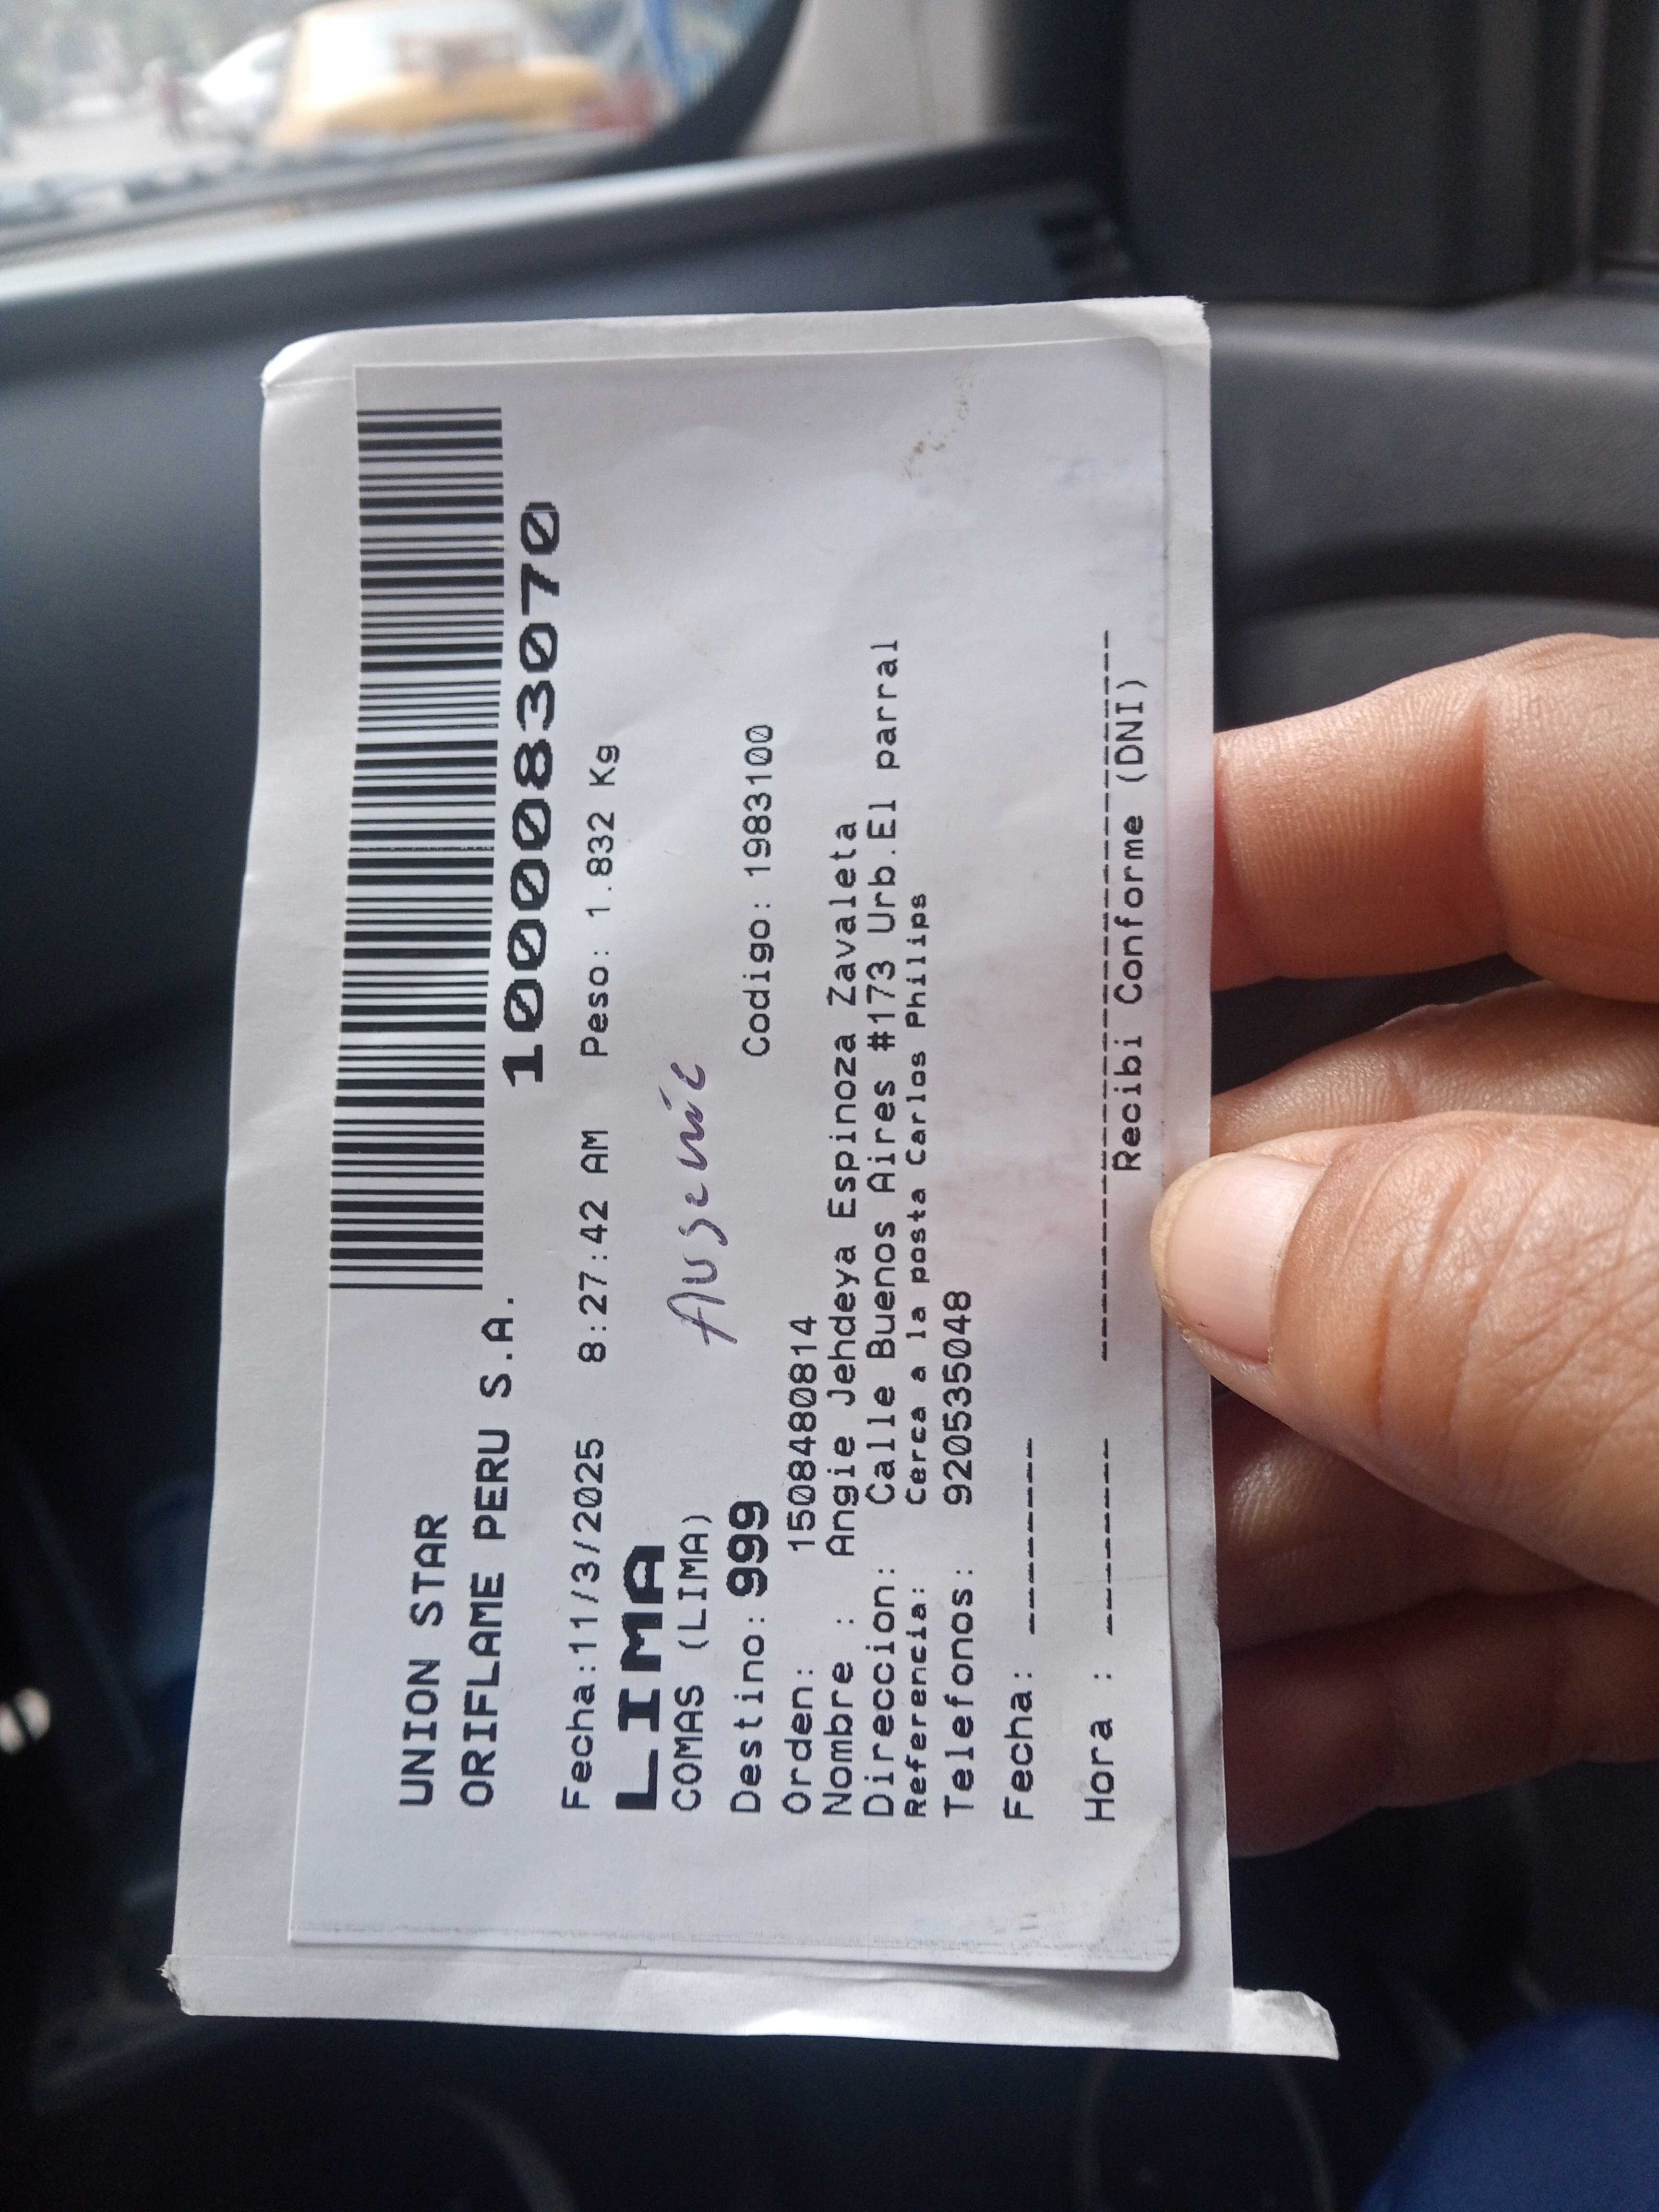 UNION STAR
ORIFLAME PERU S.A.
1000083070
Fecha:11/3/2025 8:27:42 AM Peso: 1.832 Kg
LIMA
COMAS (LIMA)
Ausente
Destino:999 Codigo: 1983100
Orden: 1508480814
Nombre : Angie Jehdeya Espinoza Zavaleta
Direccion: Calle Buenos Aires #173 Urb.El parral
Referencia: Cerca a la posta Carlos Philips
Telefonos: 920535048
Fecha: --------
Hora : --------
Recibi Conforme (DNI)